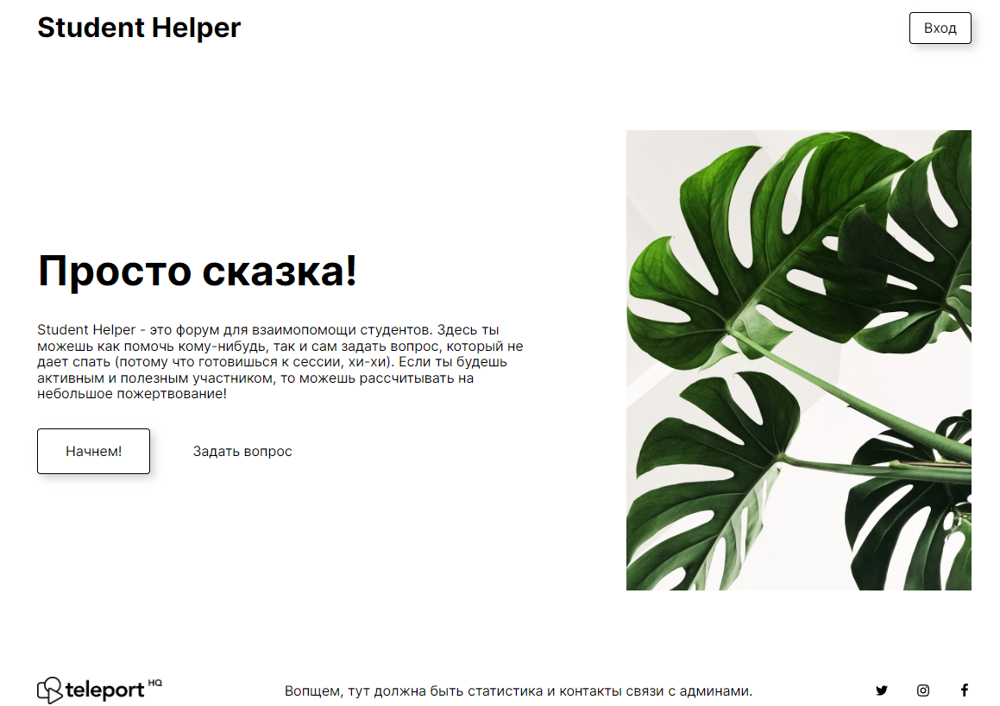 Student Helper
Вход
Просто сказка!
Student Helper - это форум для взаимопомощи студентов. Здесь ты
можешь как помочь кому-нибудь, так и сам задать вопрос, который не
дает спать (потому что готовишься к сессии, хи-хи). Если ты будешь
активным и полезным участником, то можешь рассчитывать на
небольшое пожертвование!
Начнем!
Задать вопрос
teleport HQ
Вопщем, тут должна быть статистика и контакты связи с админами.